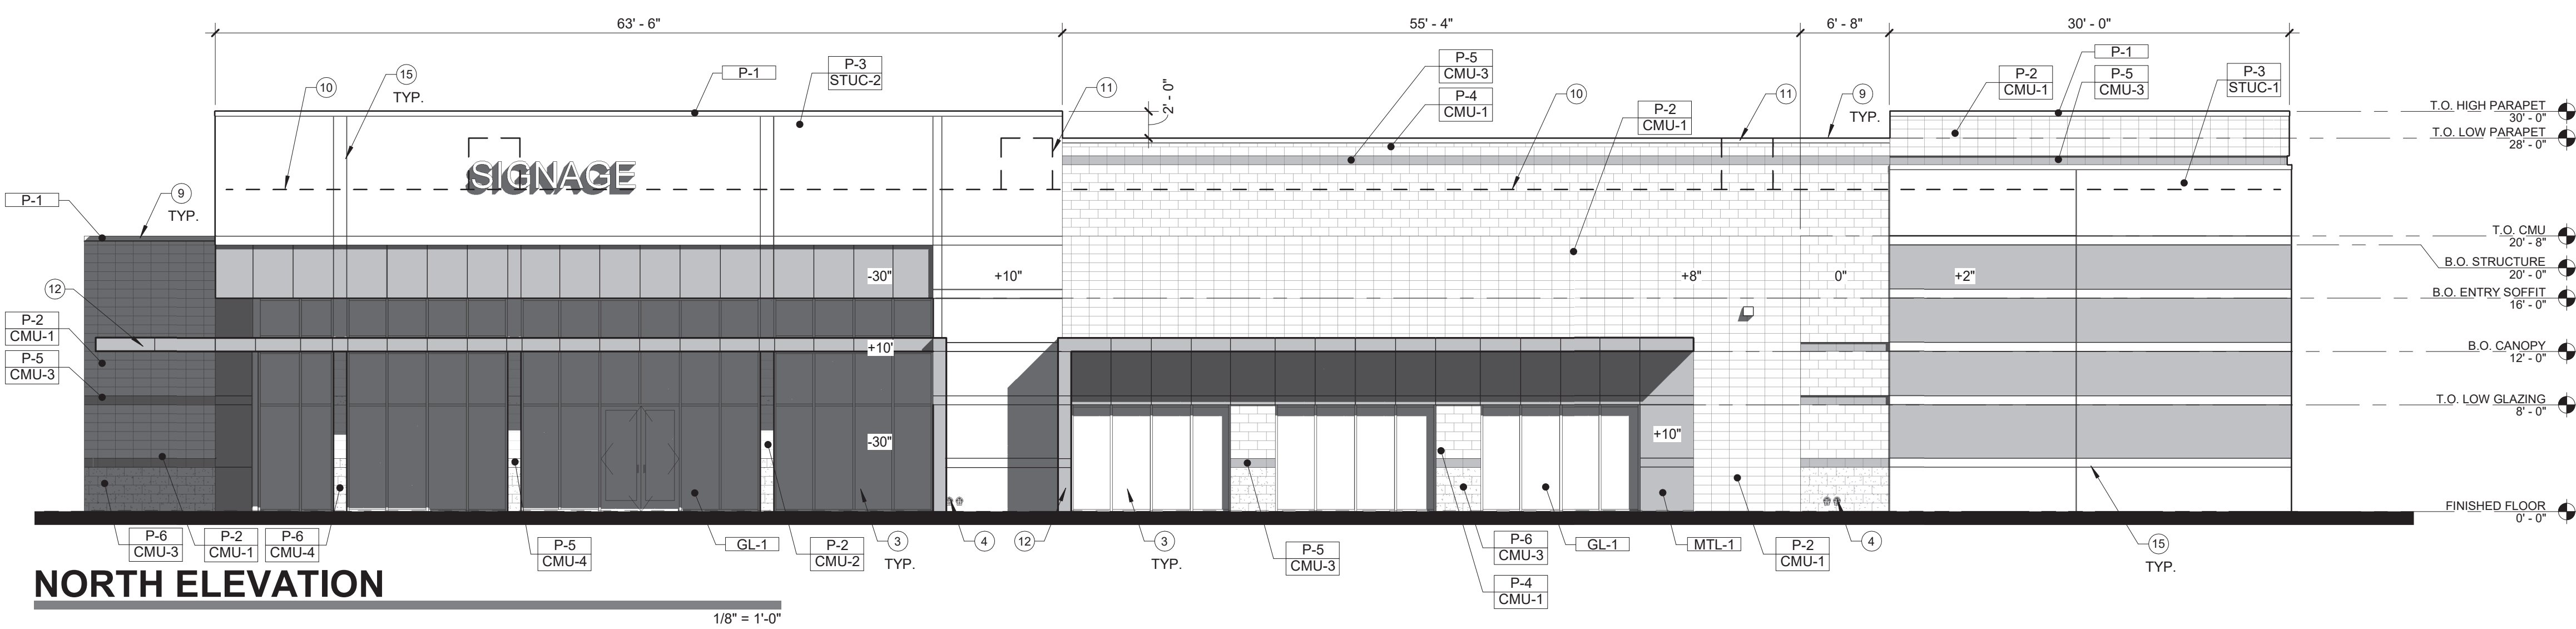 63' - 6"
55' - 4"
6' - 8"
30' - 0"
P-1
P-3
STUC-2
10
15
TYP.
11
2' - 0"
P-5
CMU-3
P-4
CMU-1
10
P-2
CMU-1
11
9
TYP.
P-2
CMU-1
P-1
P-5
CMU-3
P-3
STUC-1
T.O. HIGH PARAPET
30' - 0"
T.O. LOW PARAPET
28' - 0"
SIGNAGE
P-1
9
TYP.
T.O. CMU
20' - 8"
B.O. STRUCTURE
20' - 0"
-30"
+10"
+8"
0"
+2"
12
B.O. ENTRY SOFFIT
16' - 0"
P-2
CMU-1
P-5
CMU-3
+10'
B.O. CANOPY
12' - 0"
T.O. LOW GLAZING
8' - 0"
-30"
+10"
FINISHED FLOOR
0' - 0"
P-6
CMU-3
P-2
CMU-1
P-6
CMU-4
P-5
CMU-4
GL-1
P-2
CMU-2
3
TYP.
4
12
3
TYP.
P-5
CMU-3
P-6
CMU-3
P-4
CMU-1
GL-1
MTL-1
P-2
CMU-1
4
15
TYP.
NORTH ELEVATION
1/8" = 1'-0"